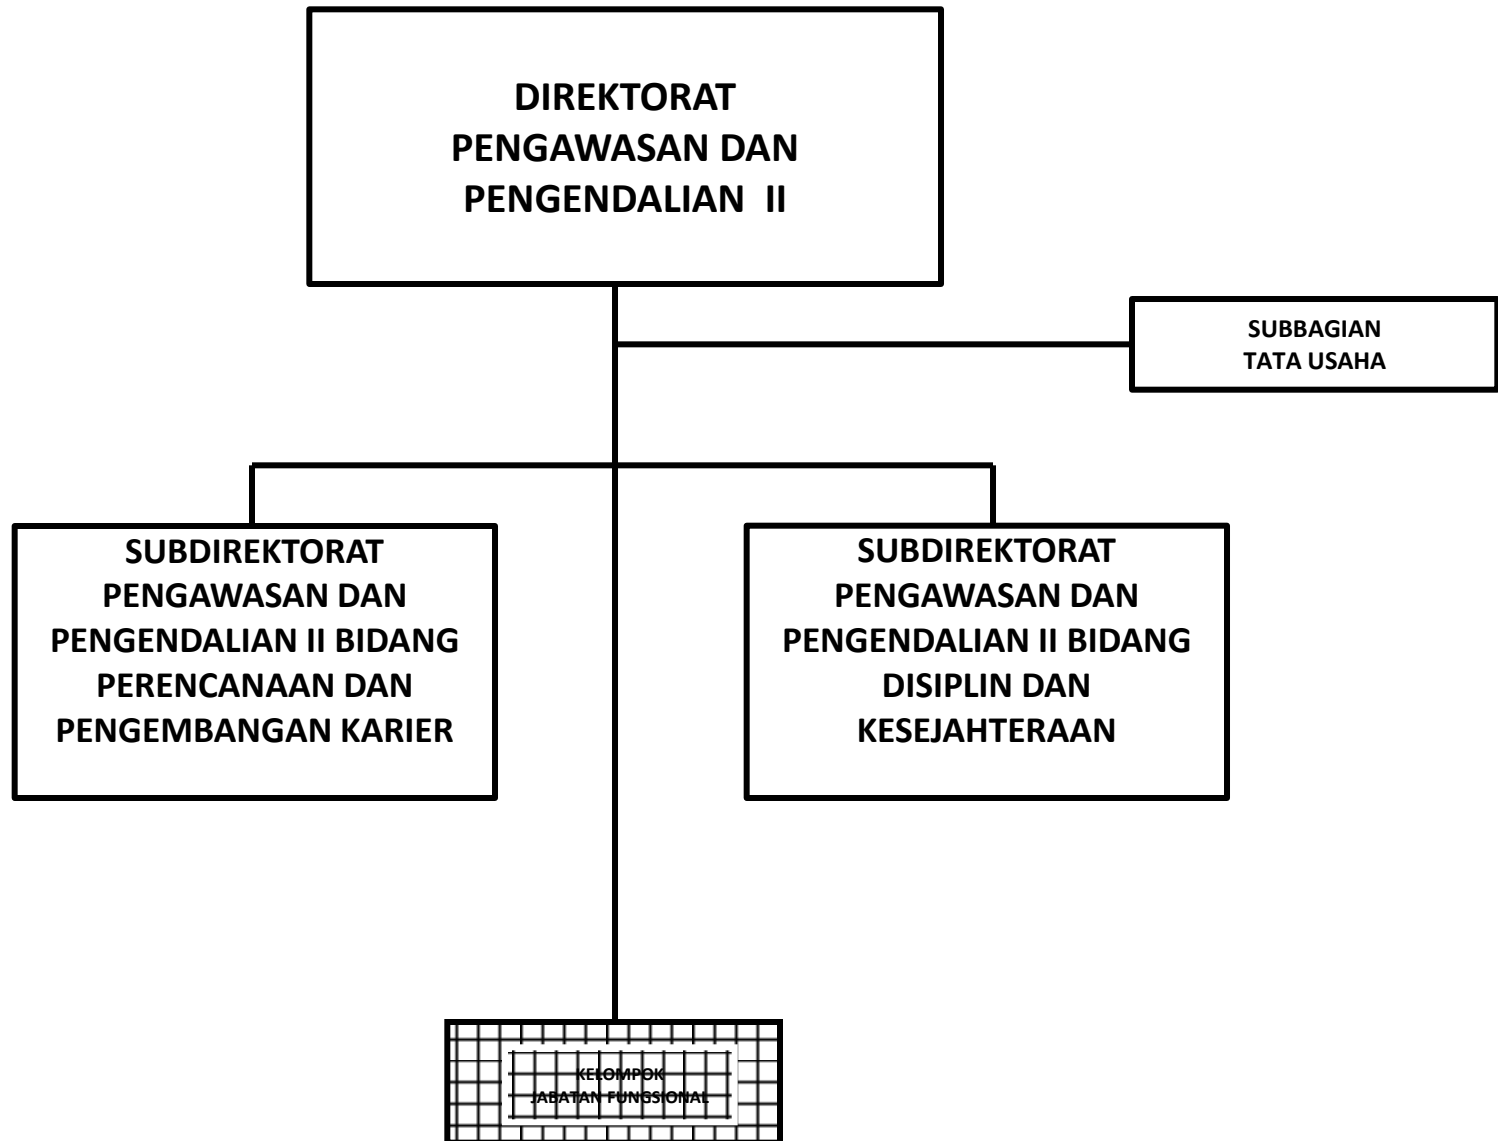 DIREKTORAT
PENGAWASAN DAN
PENGENDALIAN II
SUBBAGIAN
TATA USAHA
SUBDIREKTORAT
PENGAWASAN DAN
PENGENDALIAN II BIDANG
PERENCANAAN DAN
PENGEMBANGAN KARIER
SUBDIREKTORAT
PENGAWASAN DAN
PENGENDALIAN II BIDANG
DISIPLIN DAN
KESEJAHTERAAN
KELOMPOK
JABATAN FUNGSIONAL